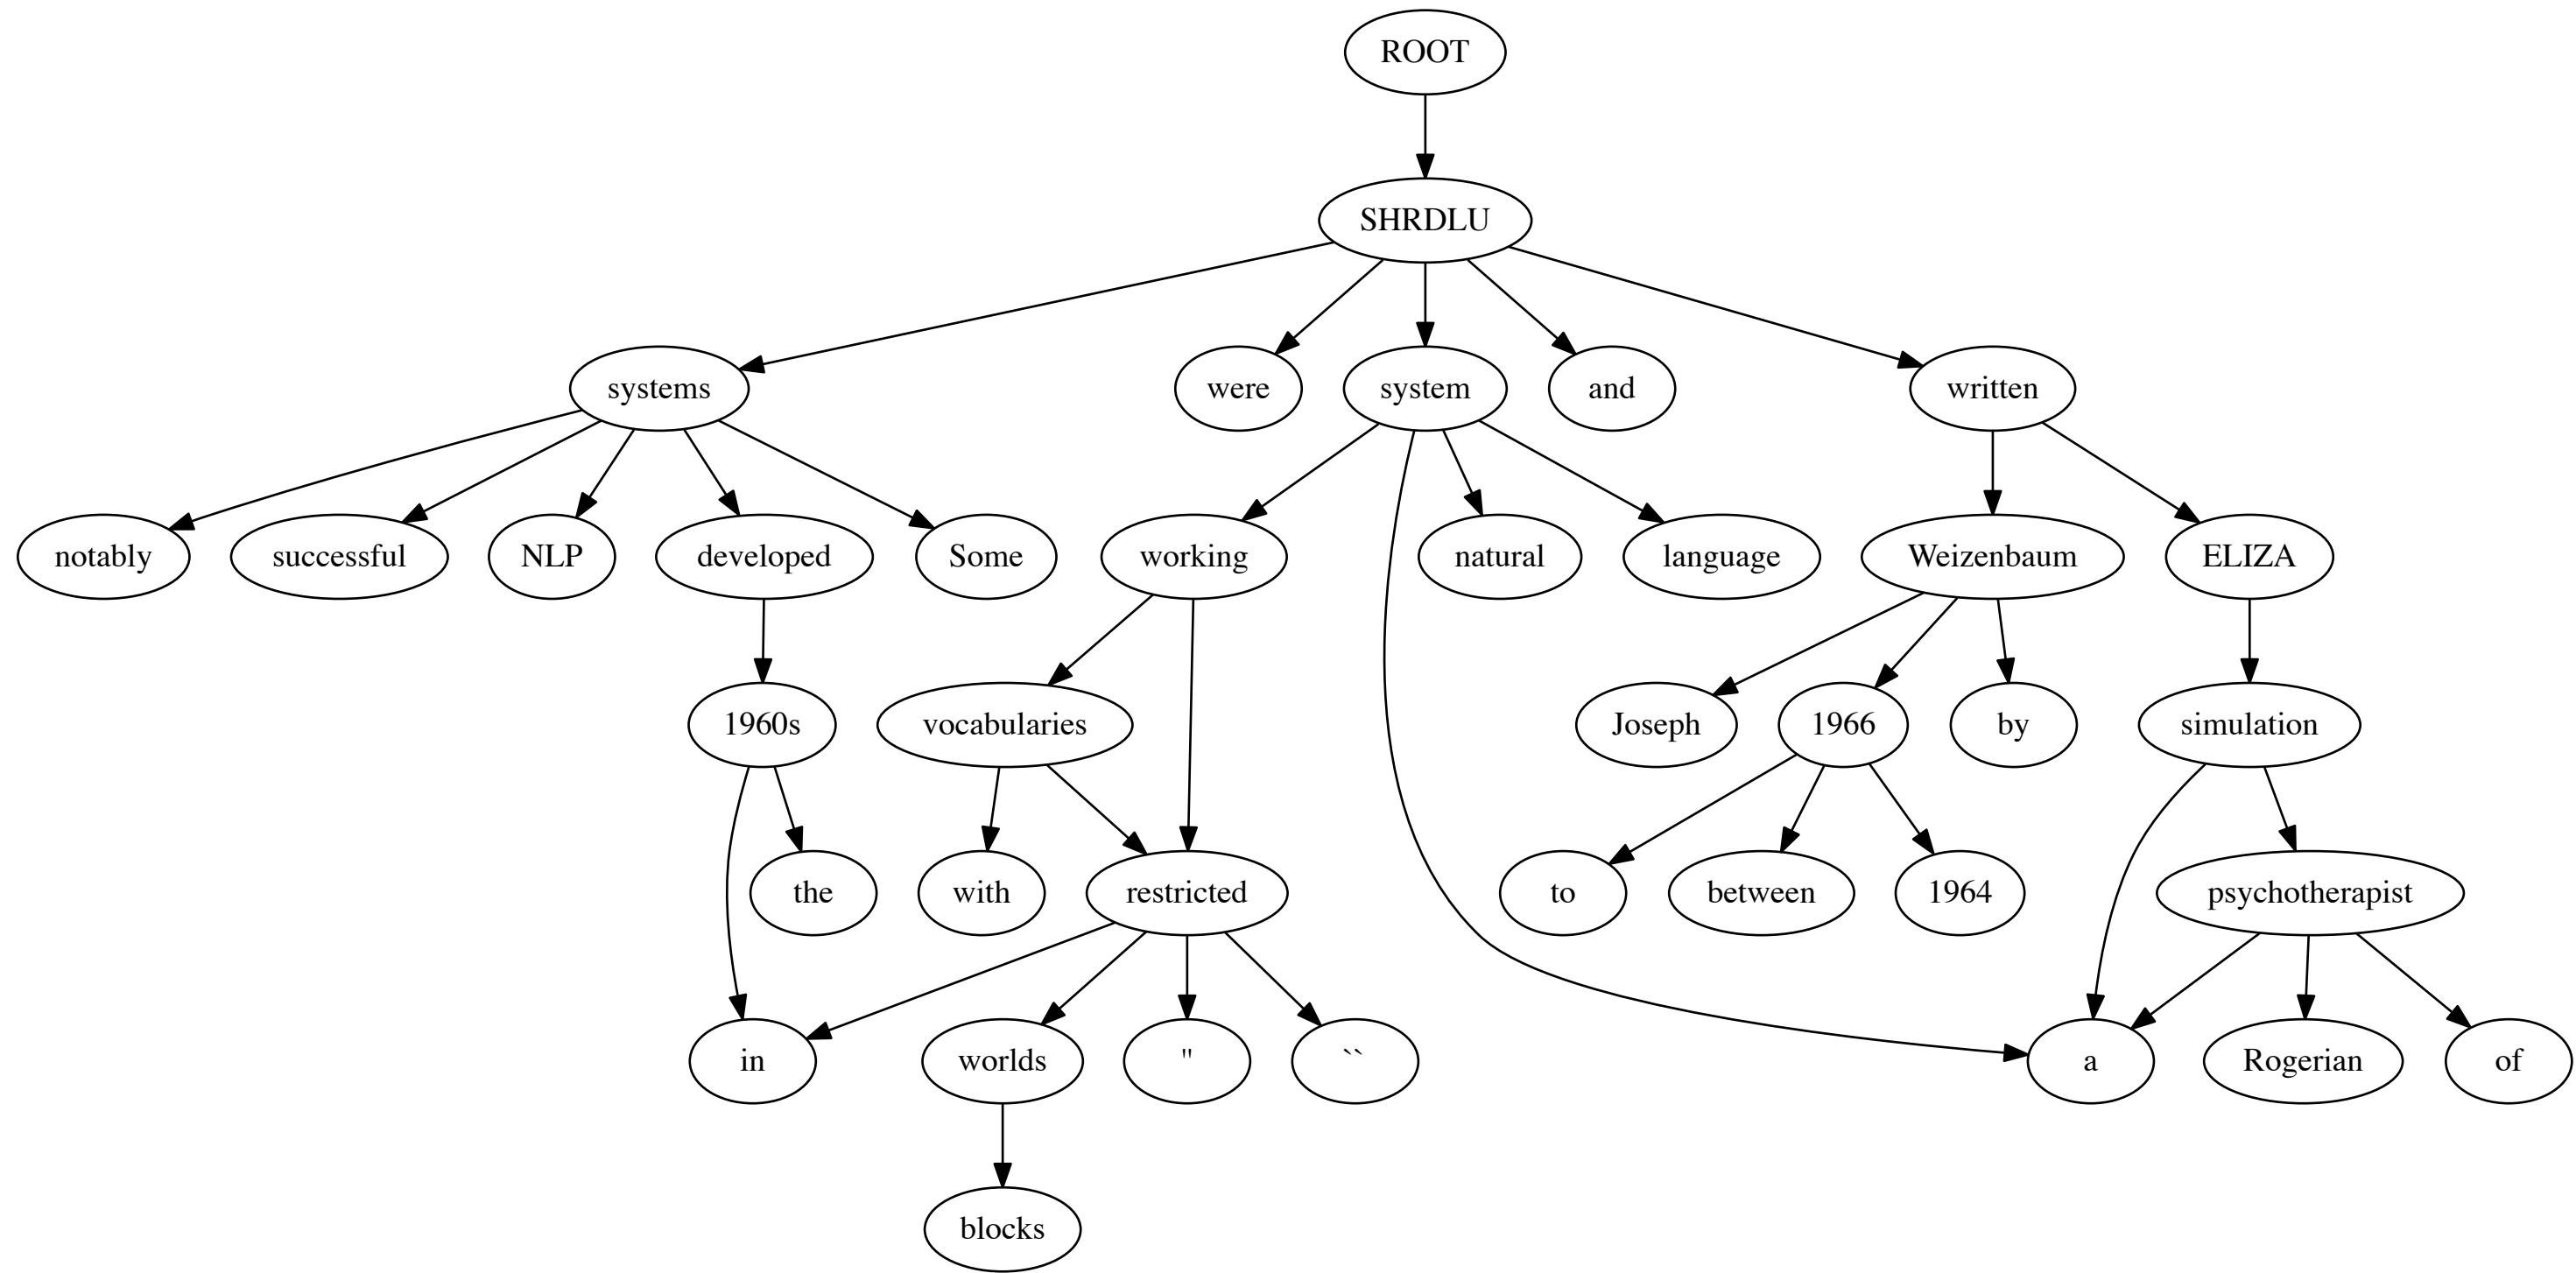 ROOT
SHRDLU
systems were system and written
notably successful NLP developed Some working natural language Weizenbaum ELIZA
1960s vocabularies Joseph 1966 by simulation
the with restricted to between 1964 psychotherapist
in worlds " `` a Rogerian of
blocks